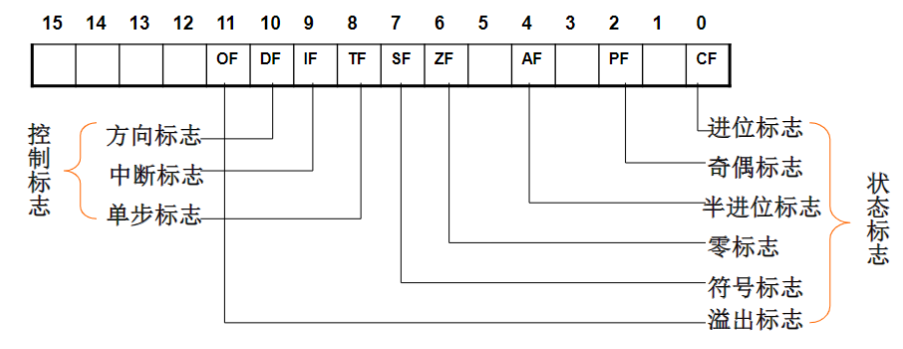 15 14 13 12 11 10 9 8 7 6 5 4 3 2 1 0
OF DF IF TF SF ZF AF PF CF
控制标志
方向标志
中断标志
单步标志
进位标志
奇偶标志
半进位标志
零标志
符号标志
溢出标志
状态标志